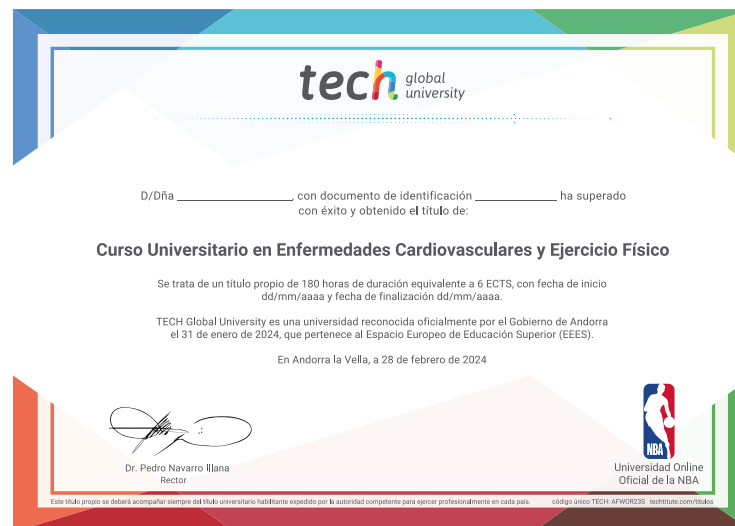 tech global university
D/Dña ______________, con documento de identificación __________ ha superado
con éxito y obtenido el título de:
Curso Universitario en Enfermedades Cardiovasculares y Ejercicio Físico
Se trata de un título propio de 180 horas de duración equivalente a 6 ECTS, con fecha de inicio
dd/mm/aaaa y fecha de finalización dd/mm/aaaa.
TECH Global University es una universidad reconocida oficialmente por el Gobierno de Andorra
el 31 de enero de 2024, que pertenece al Espacio Europeo de Educación Superior (EEES).
En Andorra la Vella, a 28 de febrero de 2024
Dr. Pedro Navarro Illana
Rector
NBA
Universidad Online
Oficial de la NBA
Este título propio se deberá acompañar siempre del título universitario habilitante expedido por la autoridad competente para ejercer profesionalmente en cada país. código único TECH: AFWOR23S techtitute.com/titulos